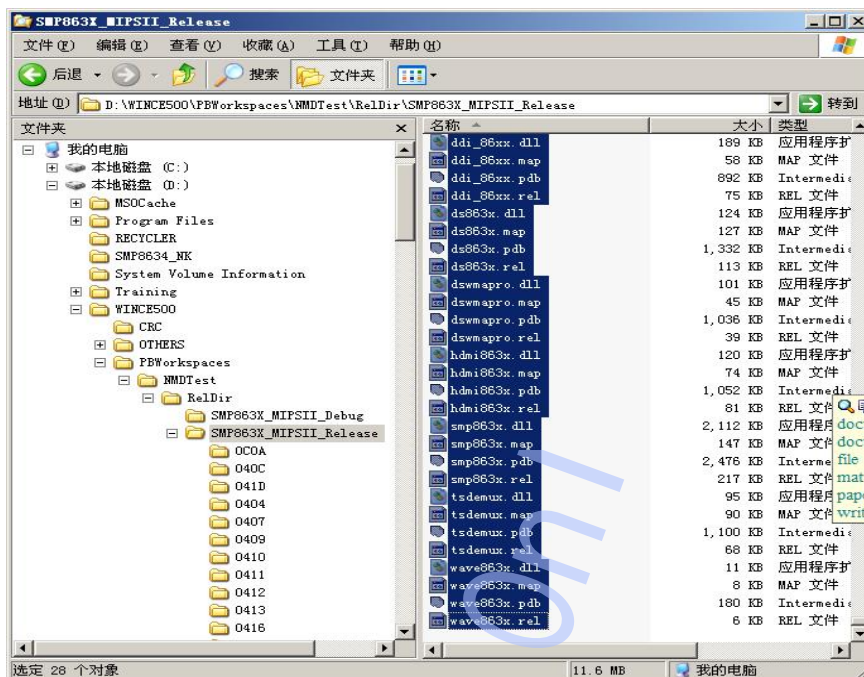 SMP863X_MIPSII_Release
文件(F) 编辑(E) 查看(V) 收藏(A) 工具(T) 帮助(H)
后退 搜索 文件夹
地址(D) D:\WINCE500\PBWorkspaces\NMDTest\RelDir\SMP863X_MIPSII_Release 转到
文件夹
我的电脑
本地磁盘 (C:)
本地磁盘 (D:)
MSOCache
Program Files
RECYCLER
SMP8634_NK
System Volume Information
Training
WINCE500
CRC
OTHERS
PBWorkspaces
NMDTest
RelDir
SMP863X_MIPSII_Debug
SMP863X_MIPSII_Release
0C0A
040C
041D
0404
0407
0409
0410
0411
0412
0413
0416
名称 大小 类型
ddi_86xx.dll 189 KB 应用程序扩
ddi_86xx.map 58 KB MAP 文件
ddi_86xx.pdb 892 KB Intermedia
ddi_86xx.rel 75 KB REL 文件
ds863x.dll 124 KB 应用程序扩
ds863x.map 127 KB MAP 文件
ds863x.pdb 1,332 KB Intermedia
ds863x.rel 113 KB REL 文件
dswmapro.dll 101 KB 应用程序扩
dswmapro.map 45 KB MAP 文件
dswmapro.pdb 1,036 KB Intermedia
dswmapro.rel 39 KB REL 文件
hdmi863x.dll 120 KB 应用程序扩
hdmi863x.map 74 KB MAP 文件
hdmi863x.pdb 1,052 KB Intermedia
hdmi863x.rel 81 KB REL 文件
smp863x.dll 2,112 KB 应用程序 doc
smp863x.map 147 KB MAP 文件 doc
smp863x.pdb 2,476 KB Interme file
smp863x.rel 217 KB REL 文件 mat
tsdemux.dll 95 KB 应用程序 pap
tsdemux.map 90 KB MAP 文件 writ
tsdemux.pdb 1,100 KB Intermedia
tsdemux.rel 68 KB REL 文件
wave863x.dll 11 KB 应用程序扩
wave863x.map 8 KB MAP 文件
wave863x.pdb 180 KB Intermedia
wave863x.rel 6 KB REL 文件
选定 28 个对象 11.6 MB 我的电脑
onl